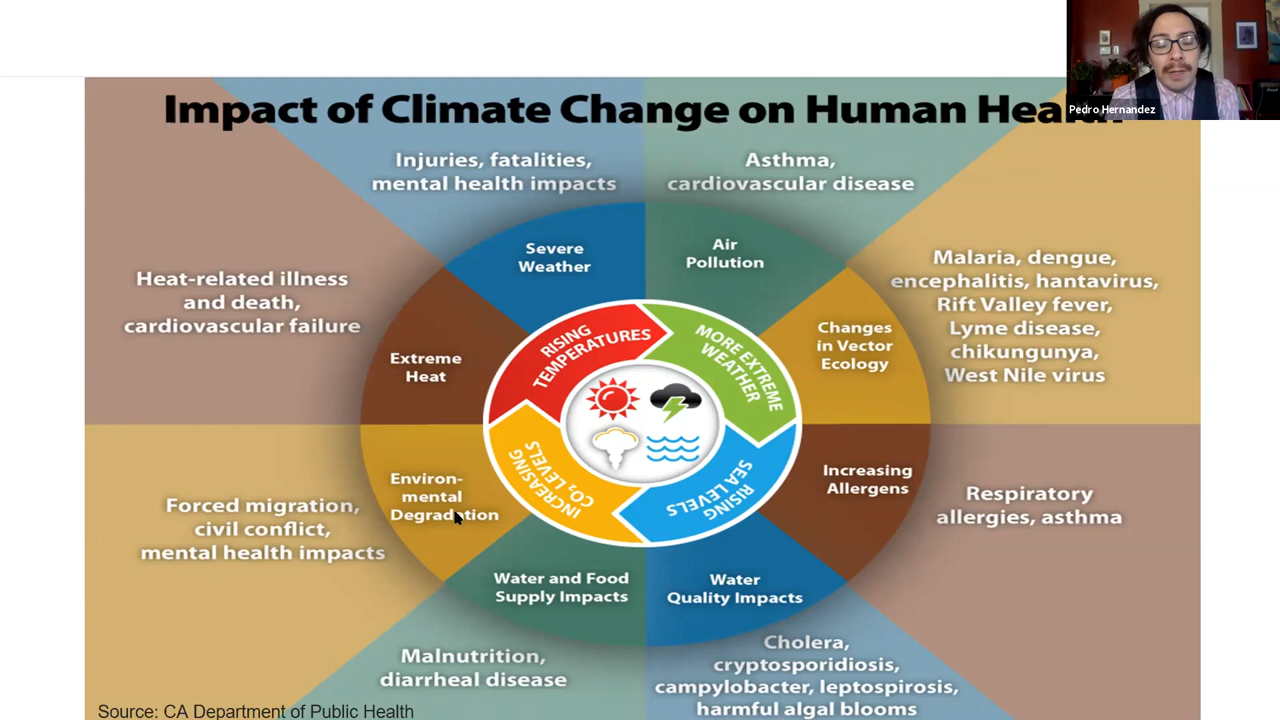 Pedro Hernandez
Impact of Climate Change on Human
Injuries, fatalities,
mental health impacts
Asthma,
cardiovascular disease
Severe
Weather
Air
Pollution
Heat-related illness
and death,
cardiovascular failure
Extreme
Heat
Changes
in Vector
Ecology
Malaria, dengue,
encephalitis, hantavirus,
Rift Valley fever,
Lyme disease,
chikungunya,
West Nile virus
RISING
TEMPERATURES
MORE EXTREME
WEATHER
INCREASING
CO₂ LEVELS
RISING
SEA LEVELS
Environ-
mental
Degradation
Forced migration,
civil conflict,
mental health impacts
Increasing
Allergens
Respiratory
allergies, asthma
Water and Food
Supply Impacts
Water
Quality Impacts
Malnutrition,
diarrheal disease
Cholera,
cryptosporidiosis,
campylobacter, leptospirosis,
harmful algal blooms
Source: CA Department of Public Health